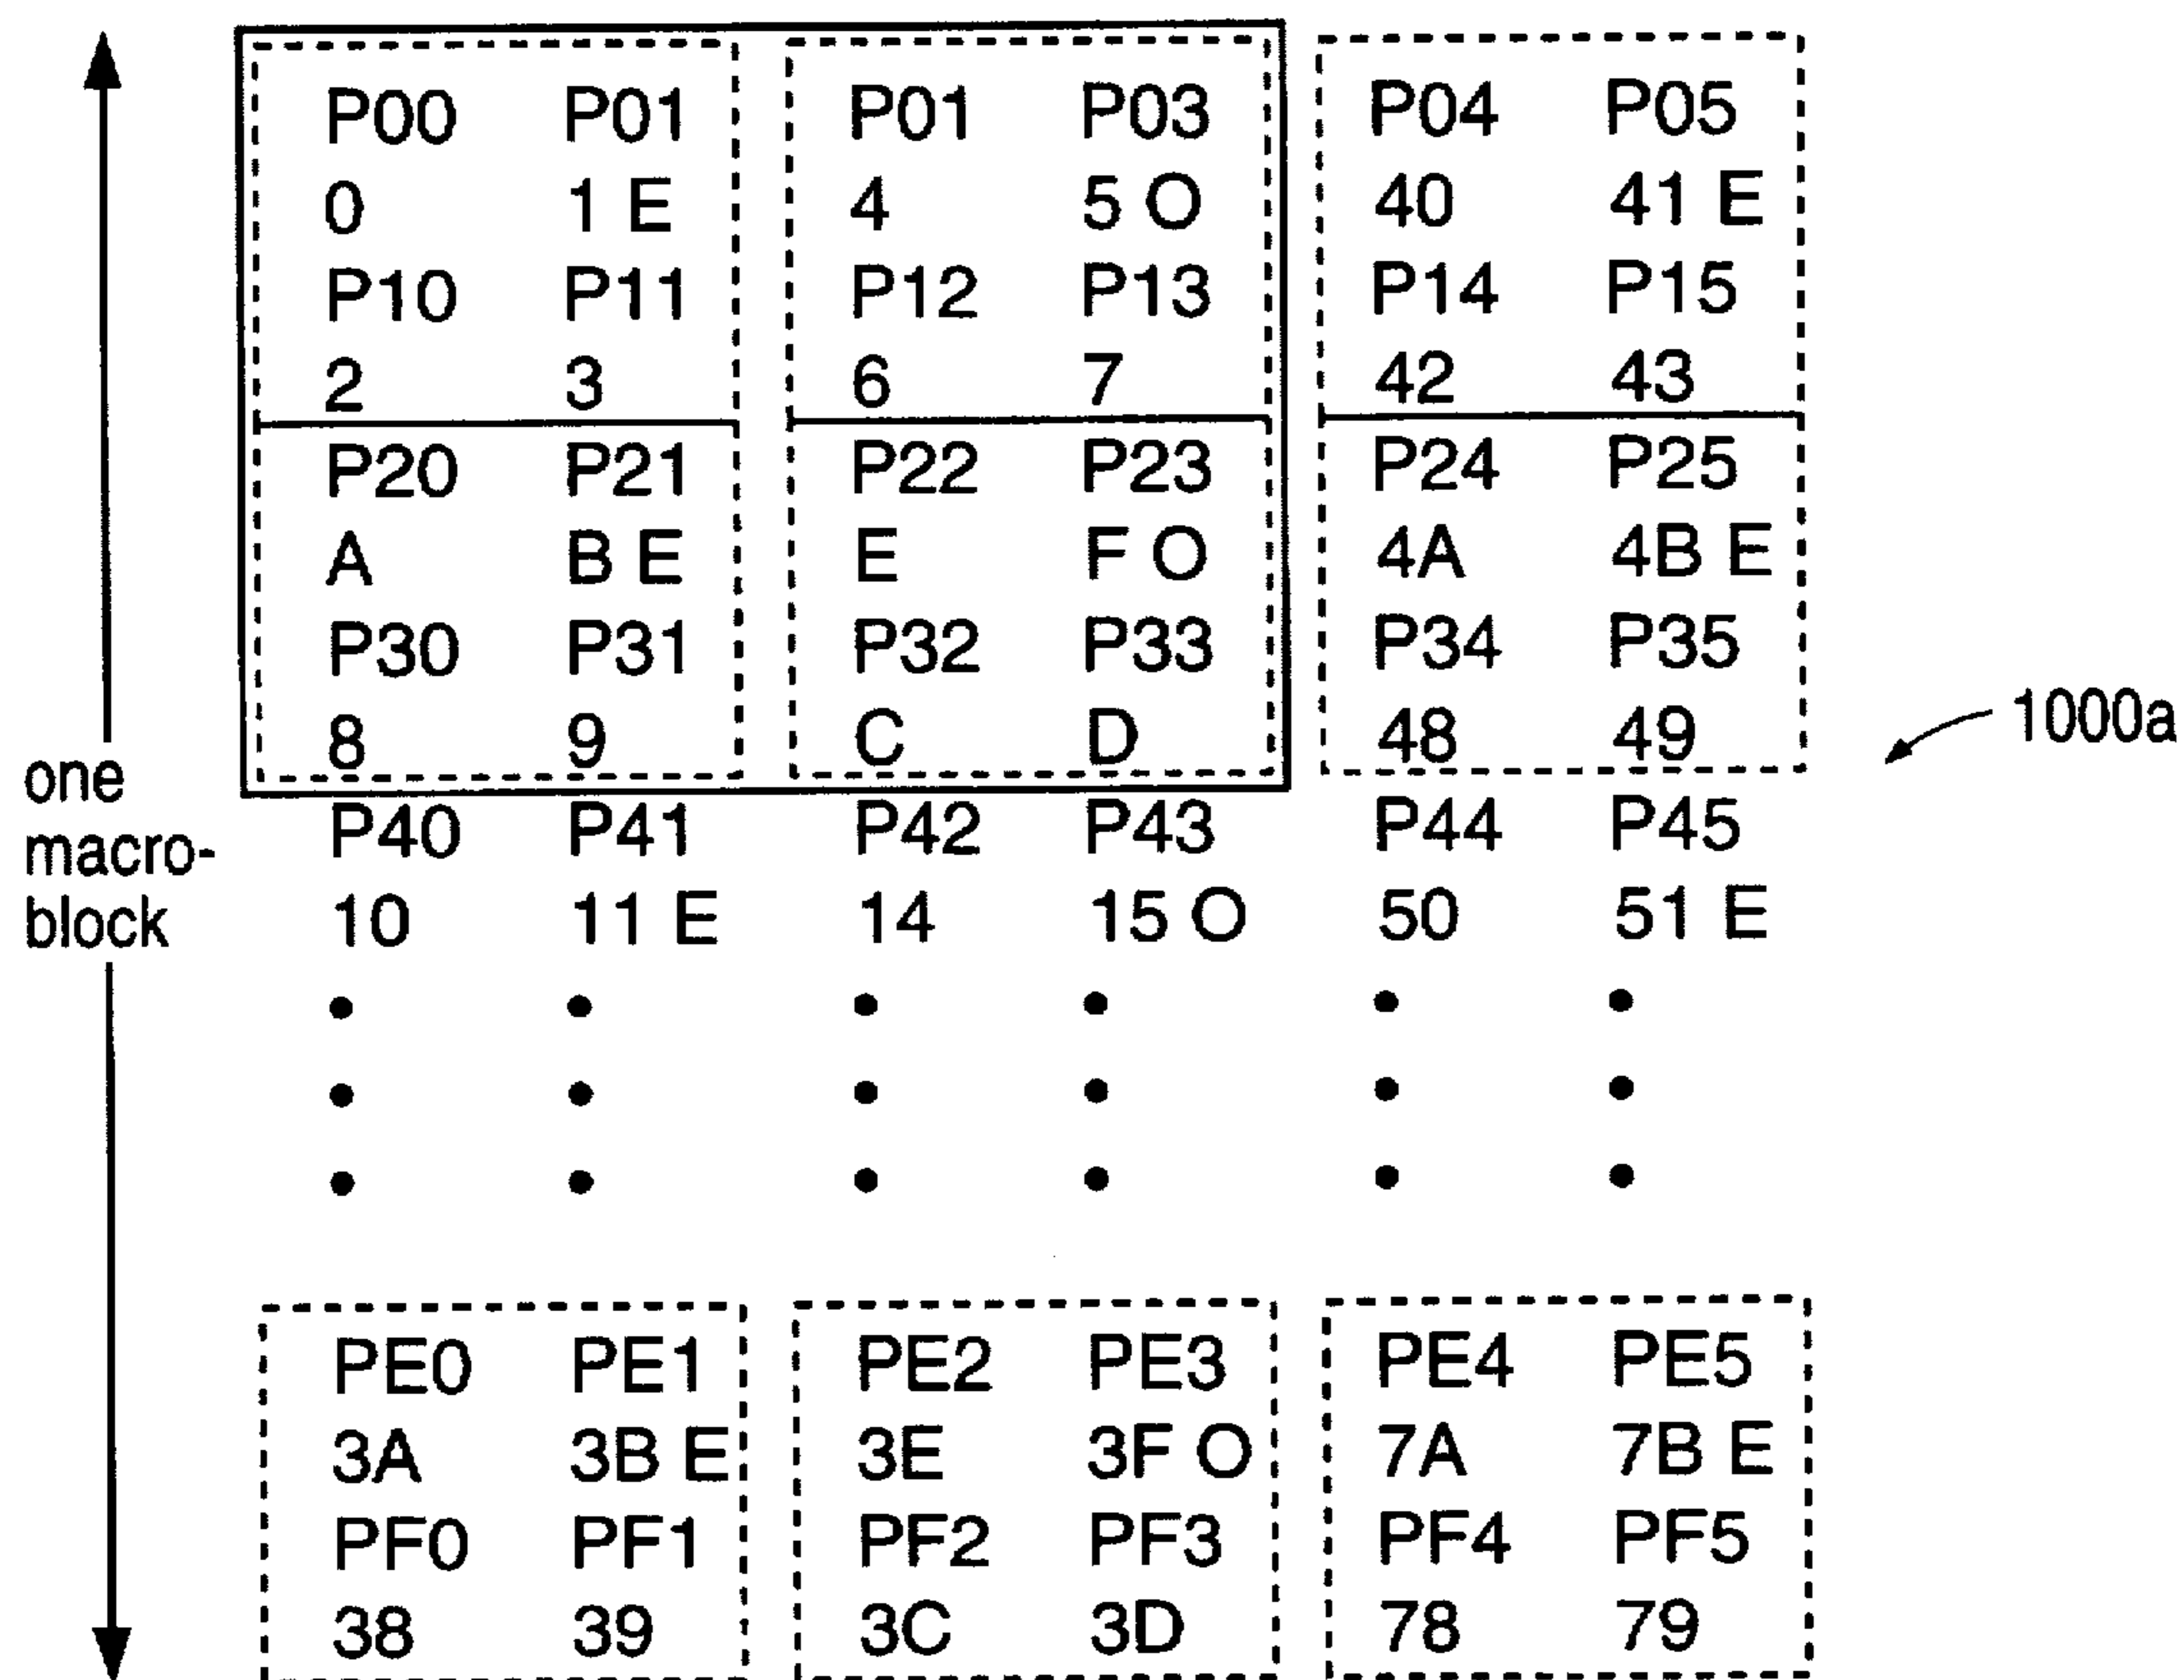 P00 P01 P01 P03 P04 P05
0 1 E 4 5 O 40 41 E
P10 P11 P12 P13 P14 P15
2 3 6 7 42 43
P20 P21 P22 P23 P24 P25
A B E E F O 4A 4B E
P30 P31 P32 P33 P34 P35
8 9 C D 48 49
1000a
one
macro-
block
P40 P41 P42 P43 P44 P45
10 11 E 14 15 O 50 51 E
PE0 PE1 PE2 PE3 PE4 PE5
3A 3B E 3E 3F O 7A 7B E
PF0 PF1 PF2 PF3 PF4 PF5
38 39 3C 3D 78 79